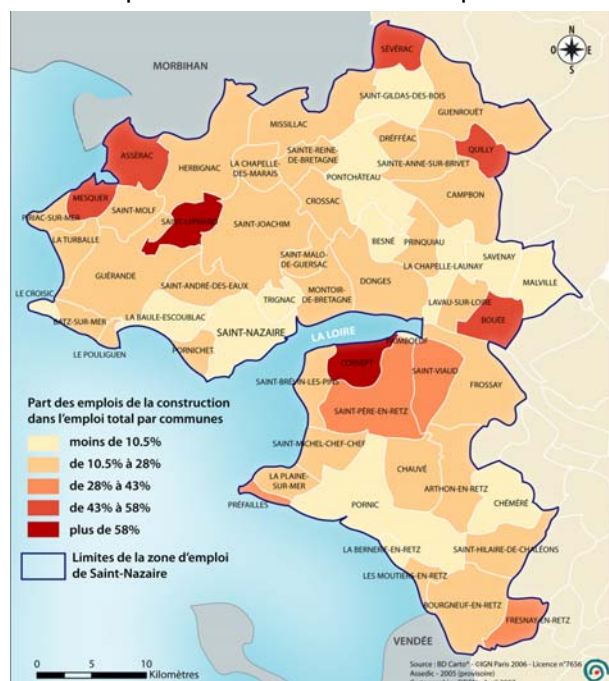 N
O
E
S
MORBIHAN
SÉVÉRAC
SAINT-GILDAS-DES-BOIS
GUENROUËT
MISSILLAC
DRÉFFÉAC
SAINTE-REINE-
DE-BRETAGNE
SAINTE-ANNE-SUR-BRIVET
QUILLY
ASSÉRAC
HERBIGNAC
LA CHAPELLE-
DES-MARAIS
PONTCHÂTEAU
CAMPBON
MESQUER
CROSSAC
PIRIAC-SUR-MER
SAINT-MOLF
SAINT-LYPHARD
SAINT-JOACHIM
LA TURBALLE
BESNÉ
PRINQUIAU
SAVENAY
SAINT-MALO
DE-GUERSAC
LA CHAPELLE-LAUNAY
GUÉRANDE
MALVILLE
SAINT-ANDRÉ-DES-EAUX
MONTOIR-
DE-BRETAGNE
DONGES
LE CROISIC
TRIGNAC
LAVAU-SUR-LOIRE
BATZ-SUR-MER
LA BAULE-ESCOUBLAC
BOUÉE
SAINT-NAZAIRE
LE POULIGUEN
PORNICHET
LA LOIRE
PAIMBOEUF
CORSEPT
SAINT-VIAUD
SAINT-BRÉVIN-LES-PINS
FROSSAY
SAINT-PÈRE-EN-RETZ
SAINT-MICHEL-CHEF-CHEF
LA PLAINE-
SUR-MER
CHAUVÉ
ARTHON-EN-RETZ
PRÉFAILLES
PORNIC
CHÉMÉRÉ
LA BERNERIE-EN-RETZ
SAINT-HILAIRE-DE-CHALÉONS
LES MOUTIERS-EN-RETZ
BOURGNEUF-EN-RETZ
FRESNAY-EN-RETZ
VENDÉE
Part des emplois de la construction
dans l'emploi total par communes
moins de 10.5%
de 10.5% à 28%
de 28% à 43%
de 43% à 58%
plus de 58%
Limites de la zone d'emploi
de Saint-Nazaire
0 5 10
Kilomètres
Source : BD Carto® - ©IGN Paris 2006 - Licence n°7656
Assedic - 2005 (provisoire)